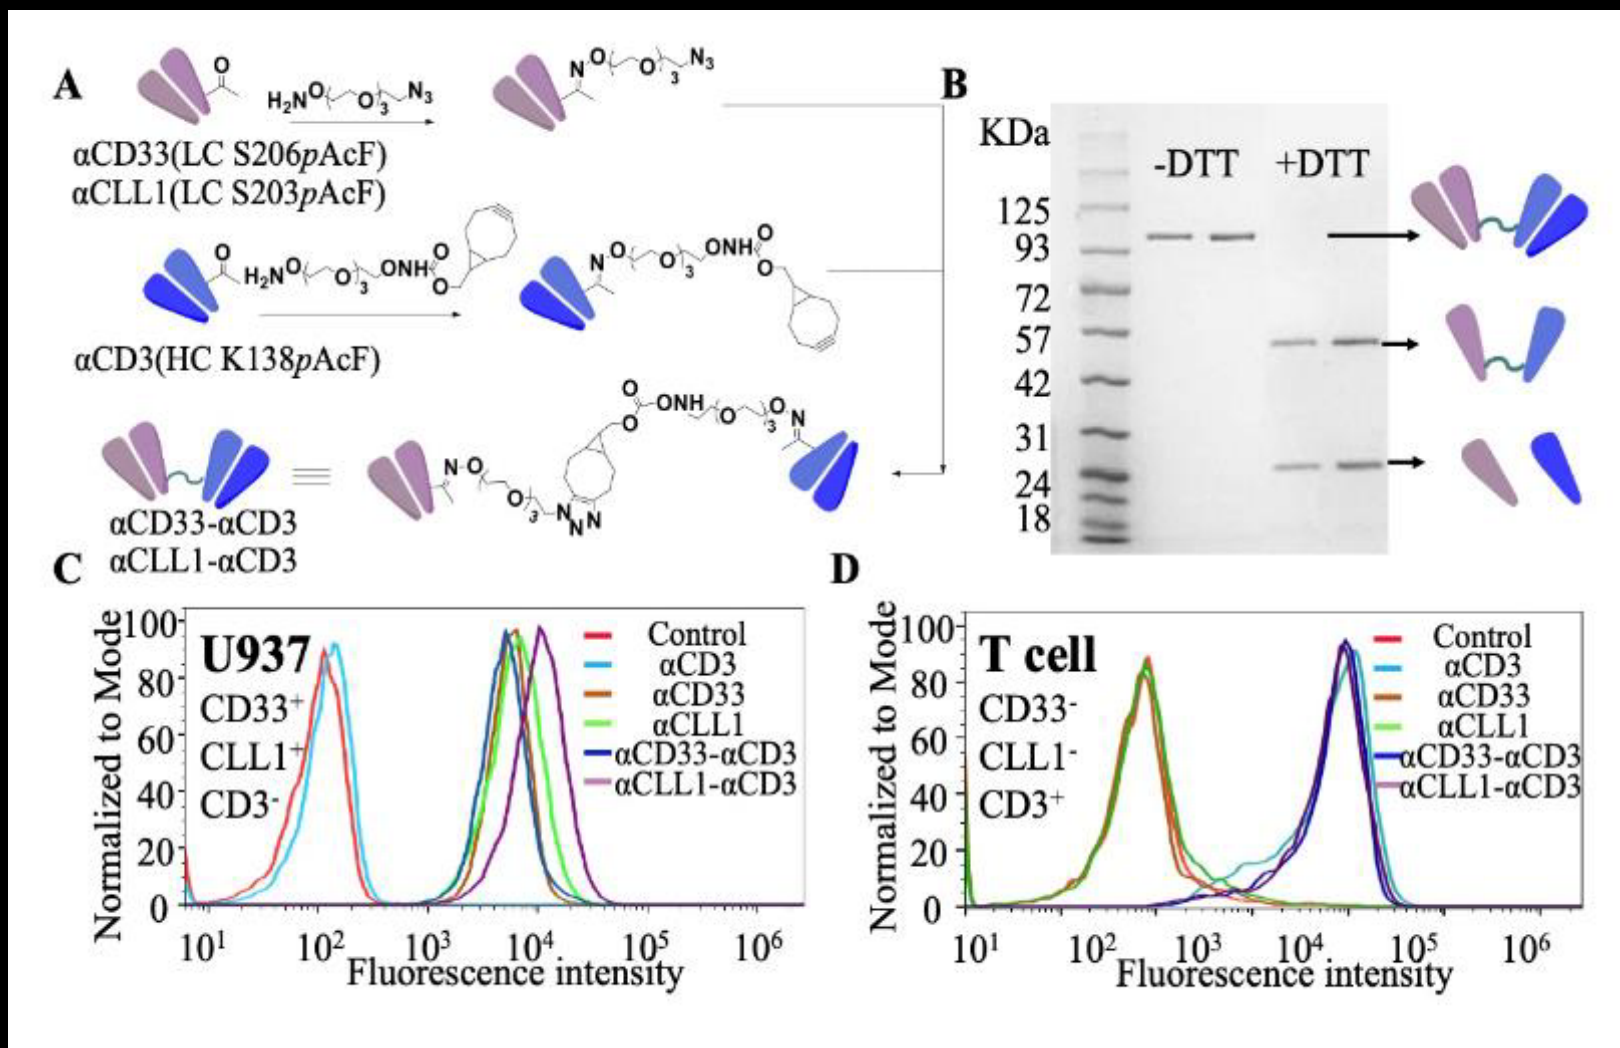 A
αCD33(LC S206pAcF)
αCLL1(LC S203pAcF)
O
H₂N O ( O )₃ N₃
N O ( O )₃ N₃
O
H₂N O ( O )₃ ONH O O
N O ( O )₃ ONH O O
αCD3(HC K138pAcF)
O O ONH ( O )₃ O N
N O ( O )₃ N N N
αCD33-αCD3
αCLL1-αCD3
B
KDa
-DTT +DTT
125
93
72
57
42
31
24
18
C
Normalized to Mode
100
80
60
40
20
0
U937
CD33⁺
CLL1⁺
CD3⁻
Control
αCD3
αCD33
αCLL1
αCD33-αCD3
αCLL1-αCD3
10¹ 10² 10³ 10⁴ 10⁵ 10⁶
Fluorescence intensity
D
Normalized to Mode
100
80
60
40
20
0
T cell
CD33⁻
CLL1⁻
CD3⁺
Control
αCD3
αCD33
αCLL1
αCD33-αCD3
αCLL1-αCD3
10¹ 10² 10³ 10⁴ 10⁵ 10⁶
Fluorescence intensity